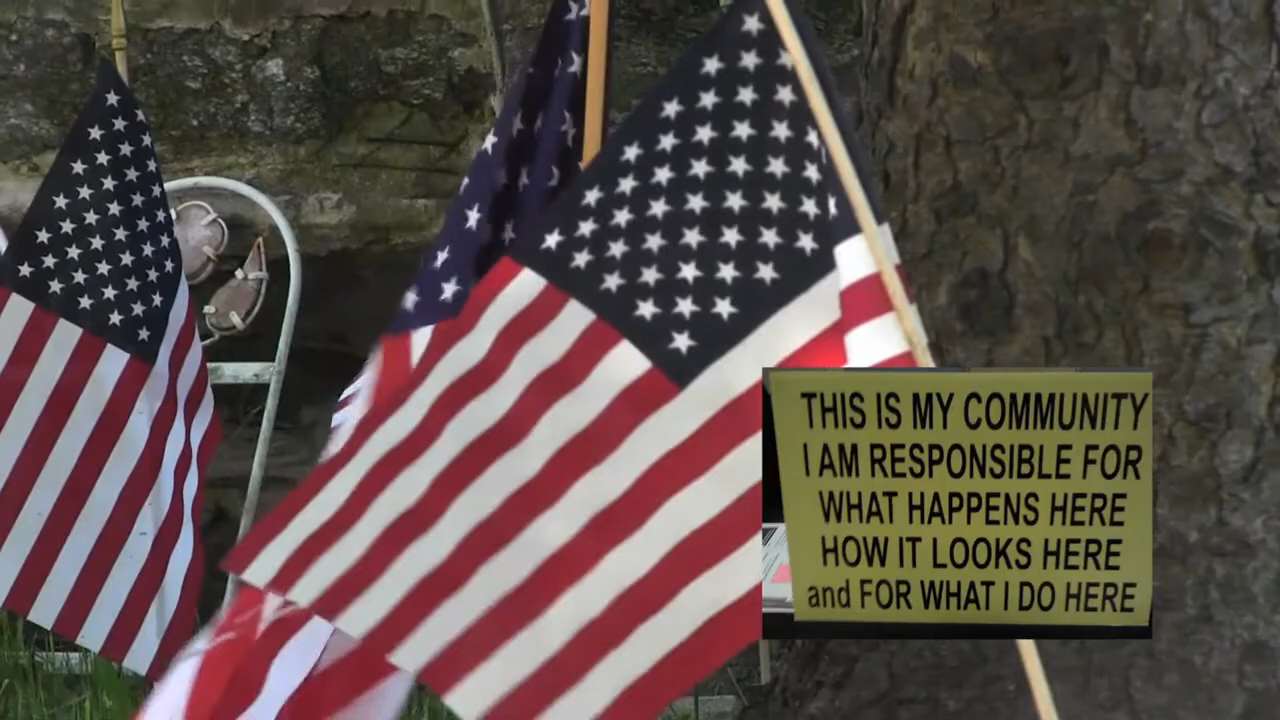 THIS IS MY COMMUNITY
I AM RESPONSIBLE FOR
WHAT HAPPENS HERE
HOW IT LOOKS HERE
and FOR WHAT I DO HERE